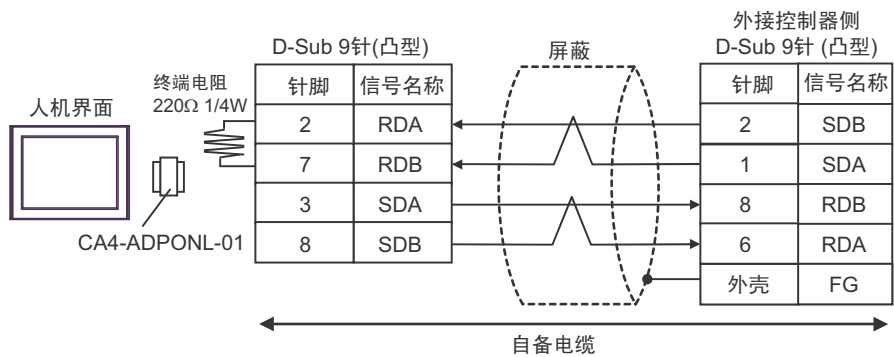 外接控制器侧
D-Sub 9针(凸型)
屏蔽
D-Sub 9针 (凸型)
人机界面
终端电阻
220Ω 1/4W
CA4-ADPONL-01
针脚 信号名称
2 RDA
7 RDB
3 SDA
8 SDB
针脚 信号名称
2 SDB
1 SDA
8 RDB
6 RDA
外壳 FG
自备电缆